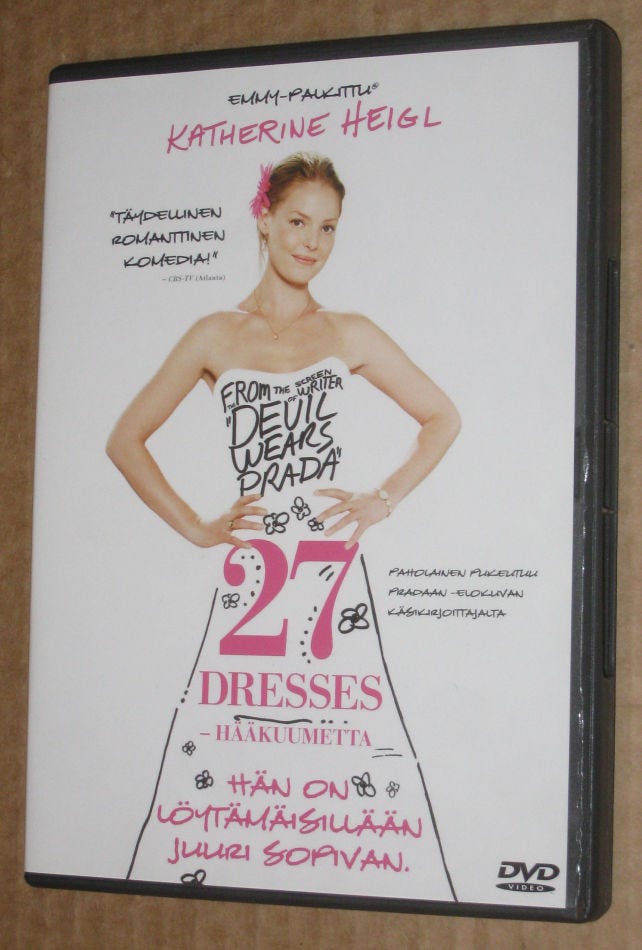 EMMY-PALKITTU®
KATHERINE HEIGL
"TÄYDELLINEN
ROMANTTINEN
KOMEDIA!"
– CBS-TV (Atlanta)
FROM THE SCREEN
WRITER OF
THE
"DEVIL
WEARS
PRADA"
27
DRESSES
– HÄÄKUUMETTA
PAHOLAINEN PUKEUTUU
PRADAAN -ELOKUVAN
KÄSIKIRJOITTAJALTA
HÄN ON
LÖYTÄMÄISILLÄÄN
JUURI SOPIVAN.
DVD
VIDEO